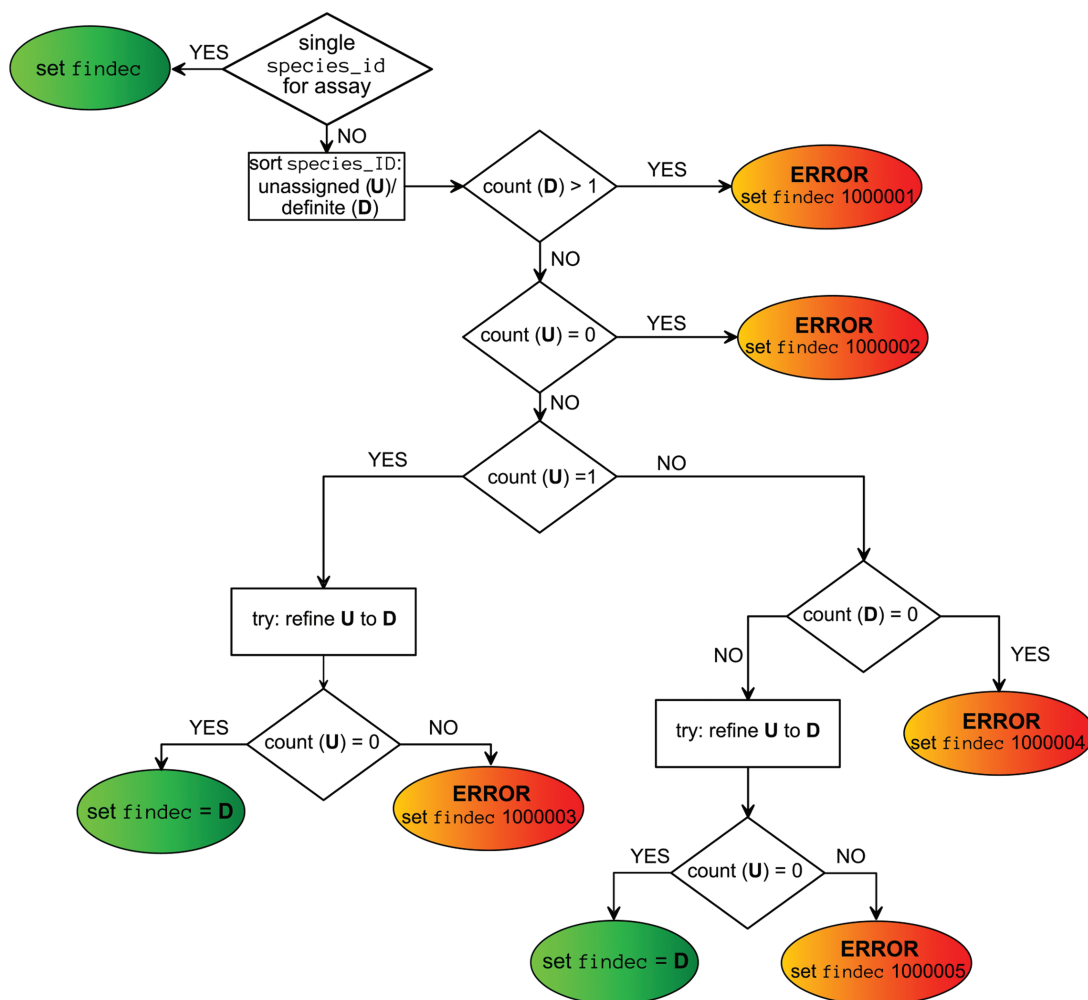 single
species_id
for assay
YES
set findec
NO
sort species_ID:
unassigned (U)/
definite (D)
count (D) > 1
YES
ERROR
set findec 1000001
NO
count (U) = 0
YES
ERROR
set findec 1000002
NO
count (U) =1
YES
NO
try: refine U to D
count (D) = 0
NO
YES
count (U) = 0
YES
NO
try: refine U to D
ERROR
set findec 1000004
set findec = D
ERROR
set findec 1000003
count (U) = 0
YES
NO
set findec = D
ERROR
set findec 1000005